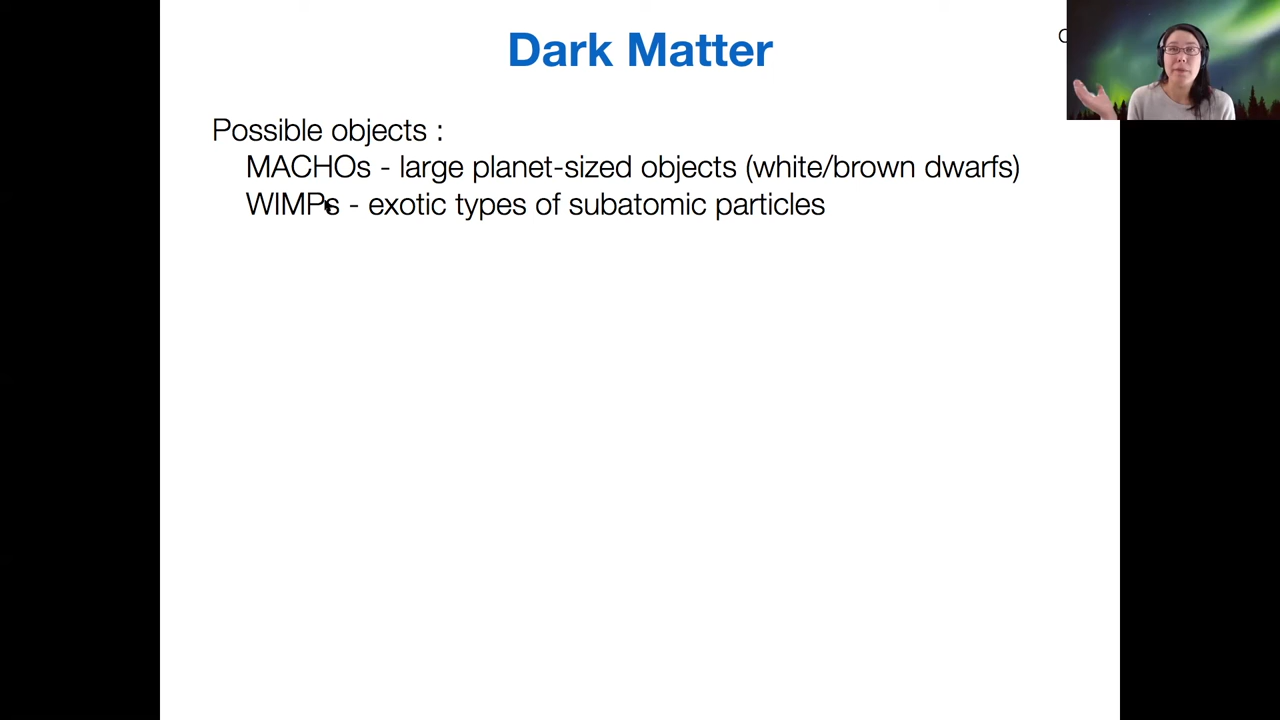 Dark Matter
Possible objects :
MACHOs - large planet-sized objects (white/brown dwarfs)
WIMPs - exotic types of subatomic particles